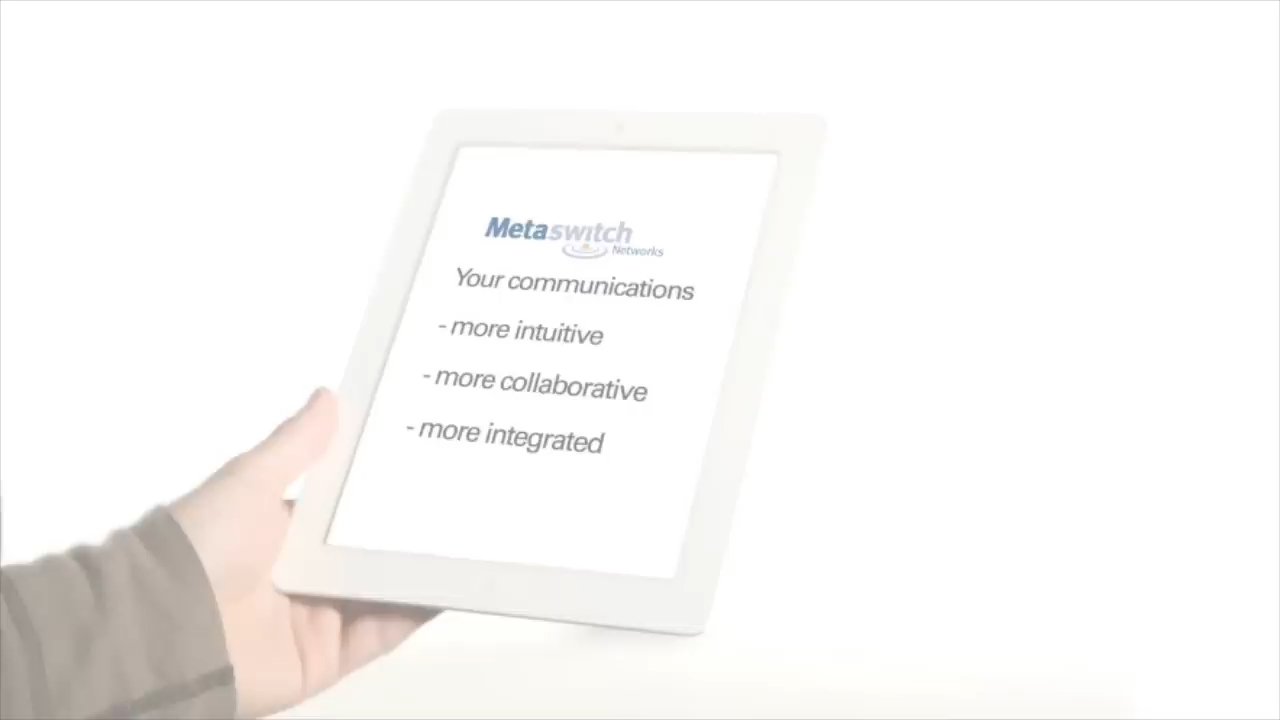 Metaswitch
Networks
Your communications
- more intuitive
- more collaborative
- more integrated